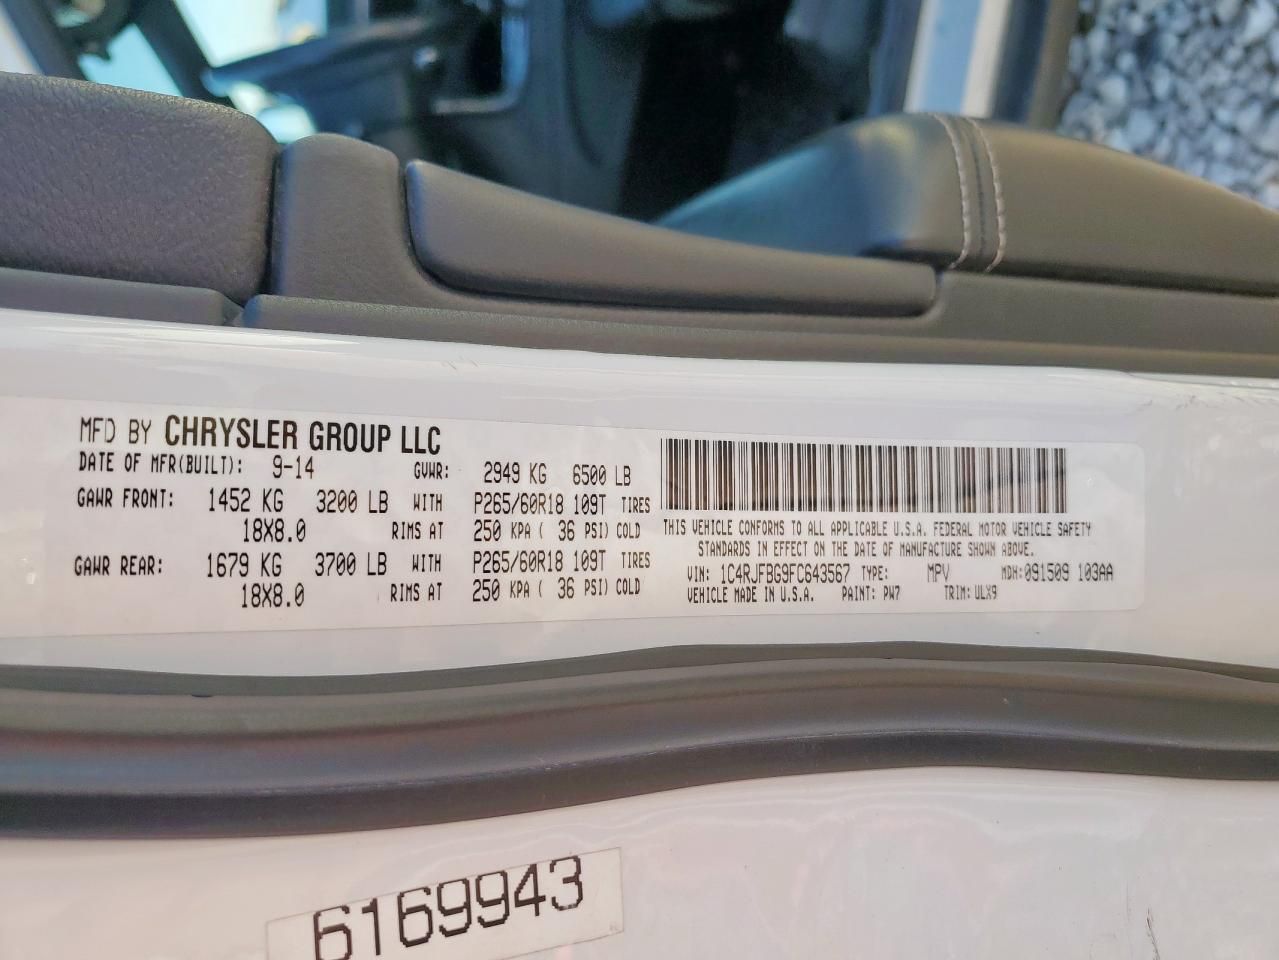 MFD BY CHRYSLER GROUP LLC
DATE OF MFR(BUILT): 9-14 GVWR: 2949 KG 6500 LB
GAWR FRONT: 1452 KG 3200 LB WITH P265/60R18 109T TIRES
18X8.0 RIMS AT 250 KPA ( 36 PSI) COLD
GAWR REAR: 1679 KG 3700 LB WITH P265/60R18 109T TIRES
18X8.0 RIMS AT 250 KPA ( 36 PSI) COLD
THIS VEHICLE CONFORMS TO ALL APPLICABLE U.S.A. FEDERAL MOTOR VEHICLE SAFETY
STANDARDS IN EFFECT ON THE DATE OF MANUFACTURE SHOWN ABOVE.
VIN: 1C4RJFBG9FC643567 TYPE: MPV MDH:091509 103AA
VEHICLE MADE IN U.S.A. PAINT: PW7 TRIM: ULX9
6169943